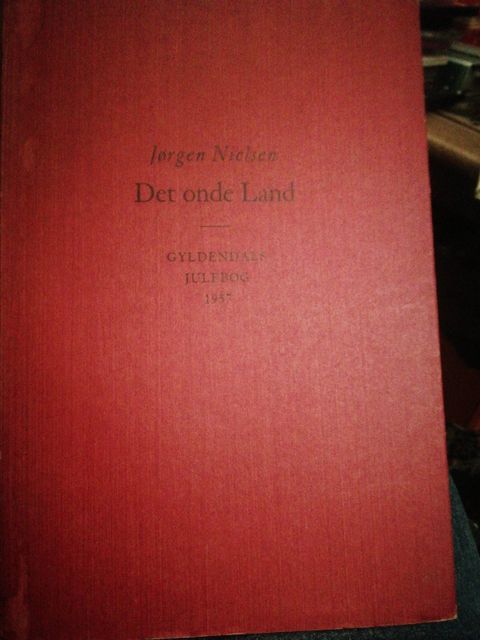 Jørgen Nielsen
Det onde Land
GYLDENDALS
JULEBOG
1957